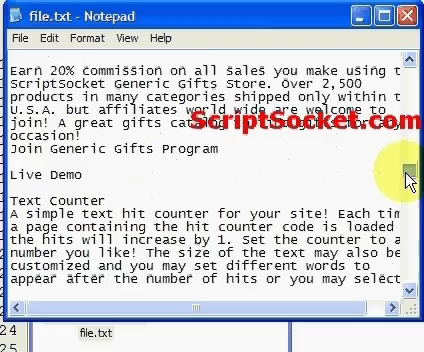 file.txt - Notepad
File Edit Format View Help
Earn 20% commission on all sales you make using t
ScriptSocket Generic Gifts Store. Over 2,500
products in many categories shipped only within t
U.S.A. but affiliates world wide are welcome to
join! A great gifts
ScriptSocket.com
occasion!
Join Generic Gifts Program
Live Demo
Text Counter
A simple text hit counter for your site! Each tim
a page containing the hit counter code is loaded
the hits will increase by 1. Set the counter to a
number you like! The size of the text may also be
customized and you may set different words to
appear after the number of hits or you may select
24
file.txt
25